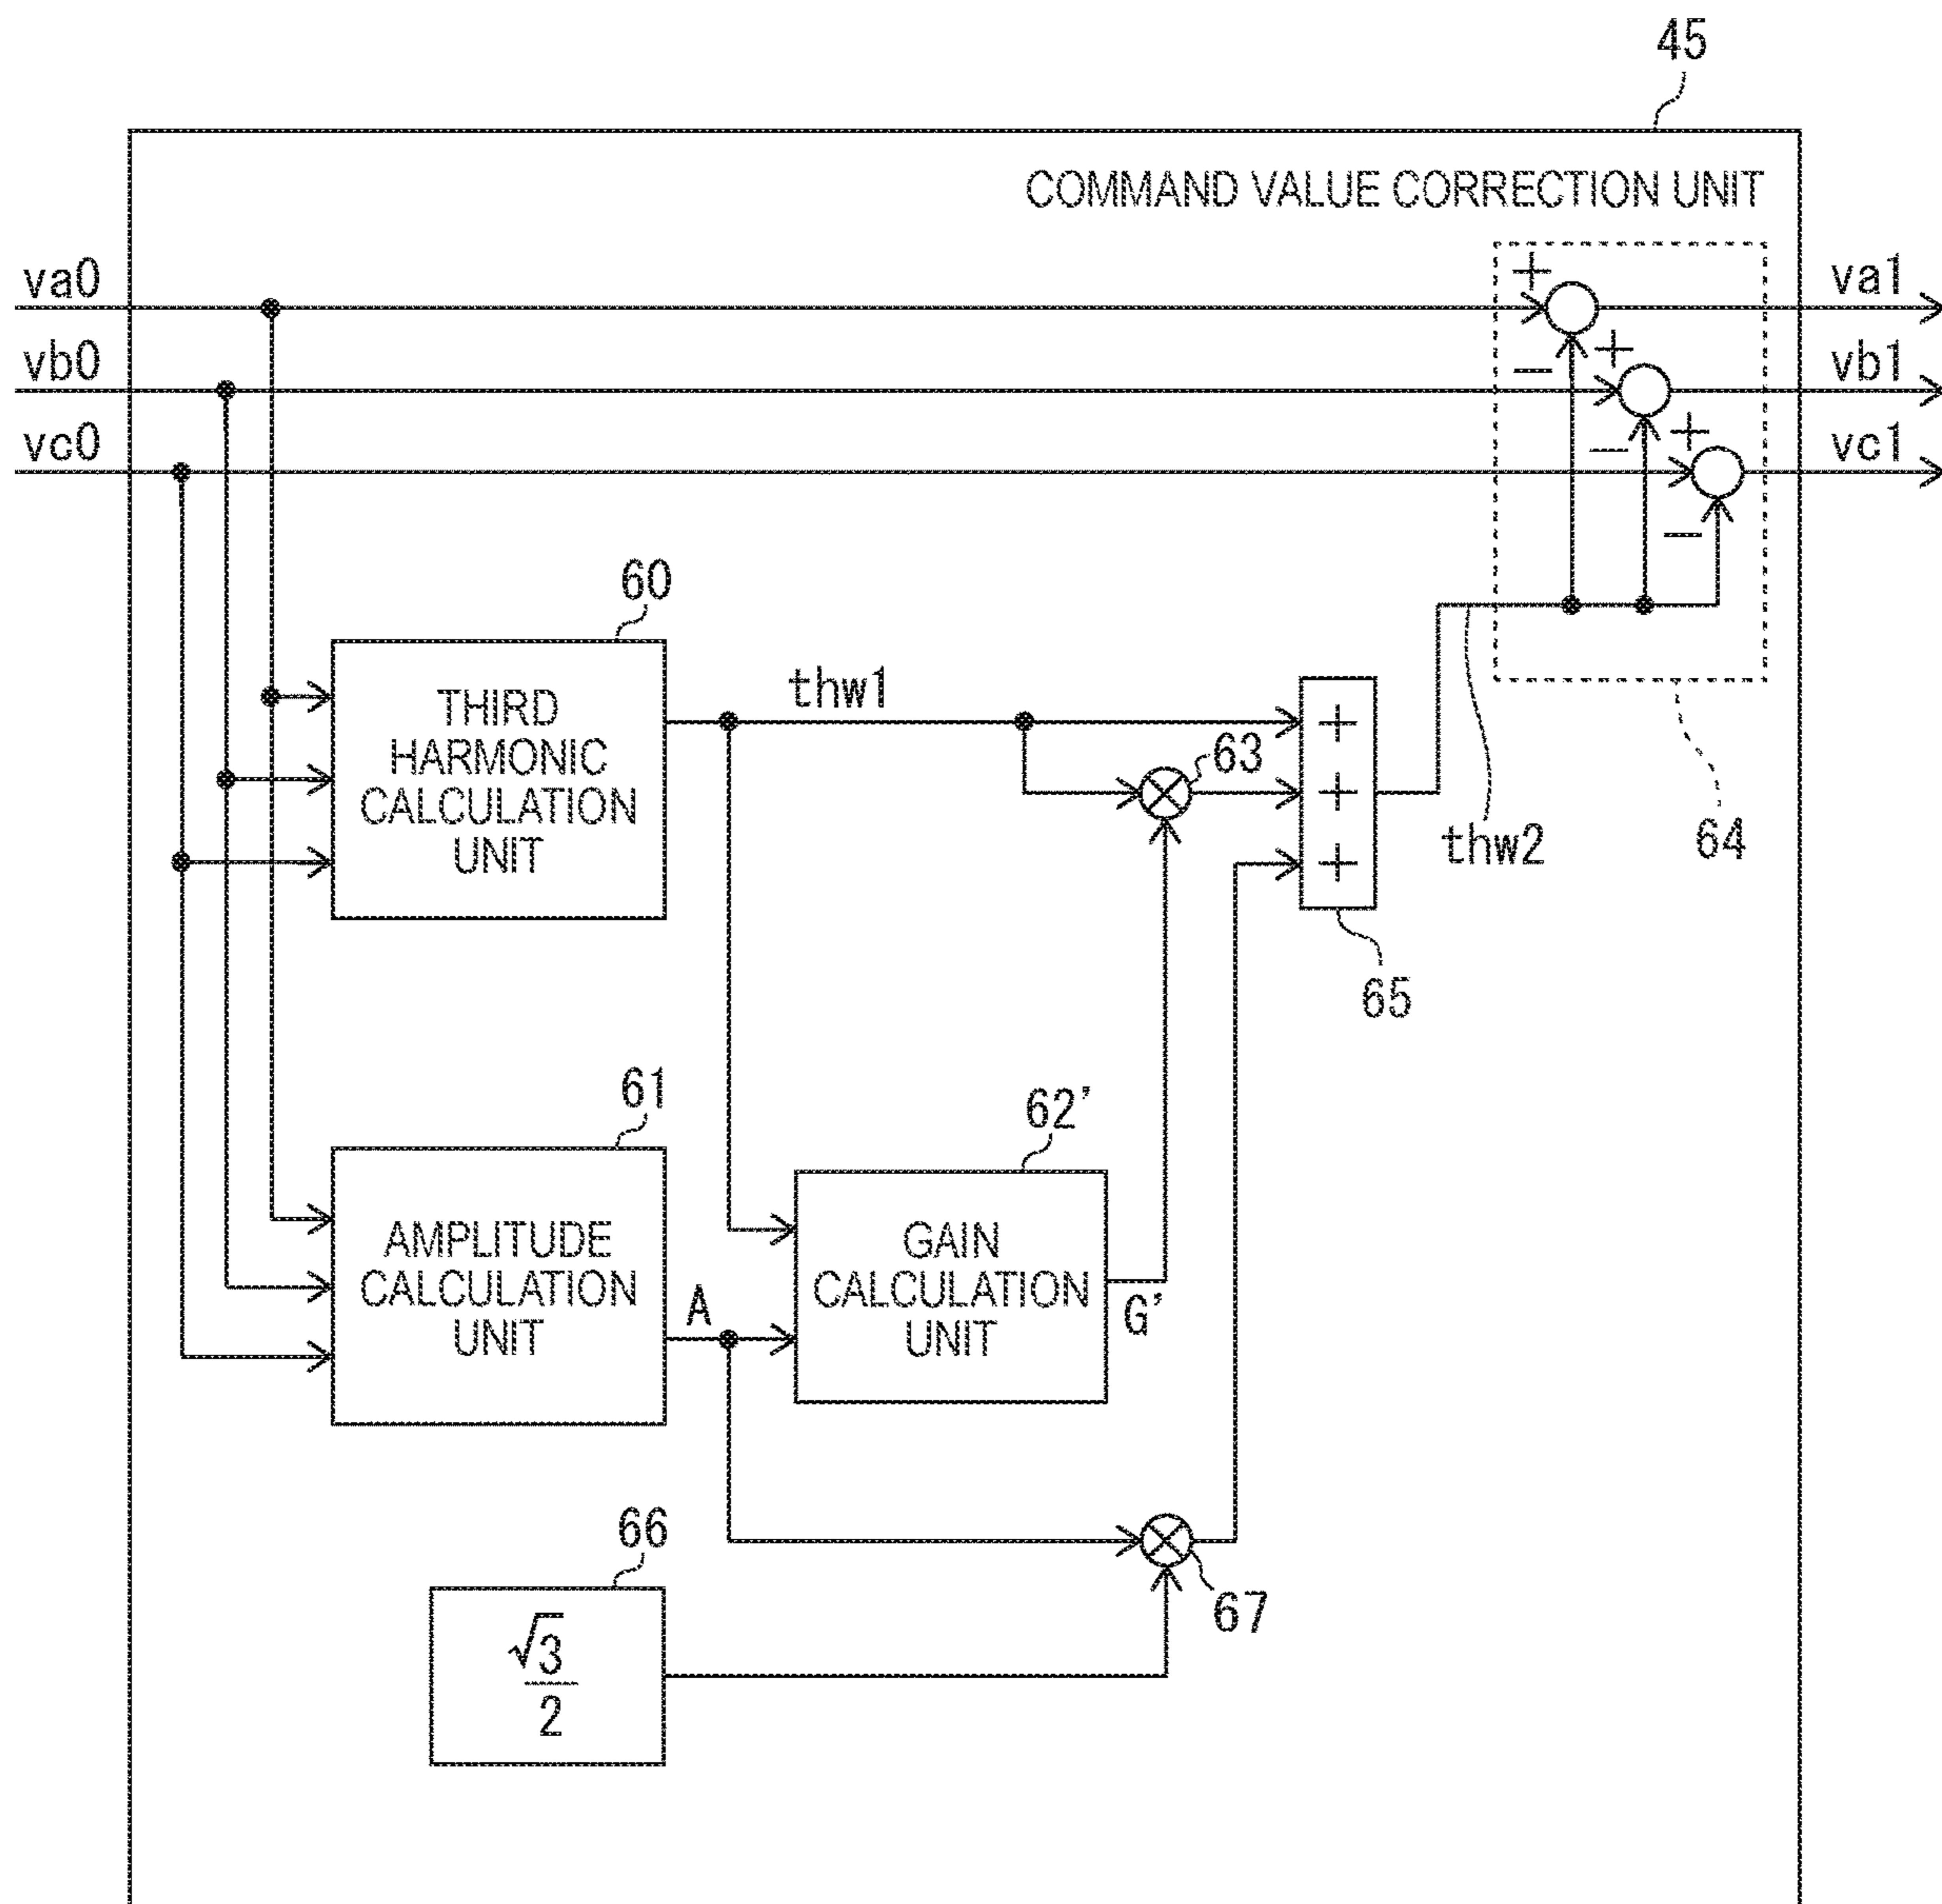 45
COMMAND VALUE CORRECTION UNIT
va0
+
va1
vb0
−
+
vb1
vc0
−
+
vc1
−
60
THIRD
HARMONIC
CALCULATION
UNIT
thw1
63
+
+
+
thw2
64
65
61
AMPLITUDE
CALCULATION
UNIT
A
62'
GAIN
CALCULATION
UNIT
G'
66
√3
2
67